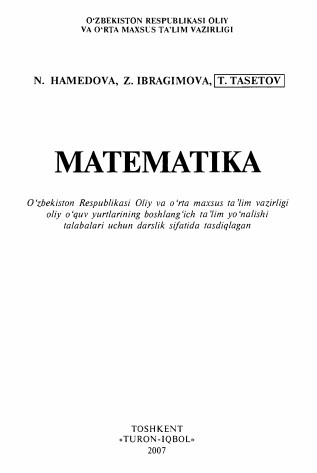 O‘ZBEKISTON RESPUBLIKASI OLIY
VA O‘RTA MAXSUS TA’LIM VAZIRLIGI
N. HAMEDOVA, Z. IBRAGIMOVA, T. TASETOV
MATEMATIKA
O‘zbekiston Respublikasi Oliy va o‘rta maxsus ta’lim vazirligi
oliy o‘quv yurtlarining boshlang‘ich ta’lim yo‘nalishi
talabalari uchun darslik sifatida tasdiqlagan
TOSHKENT
«TURON-IQBOL»
2007